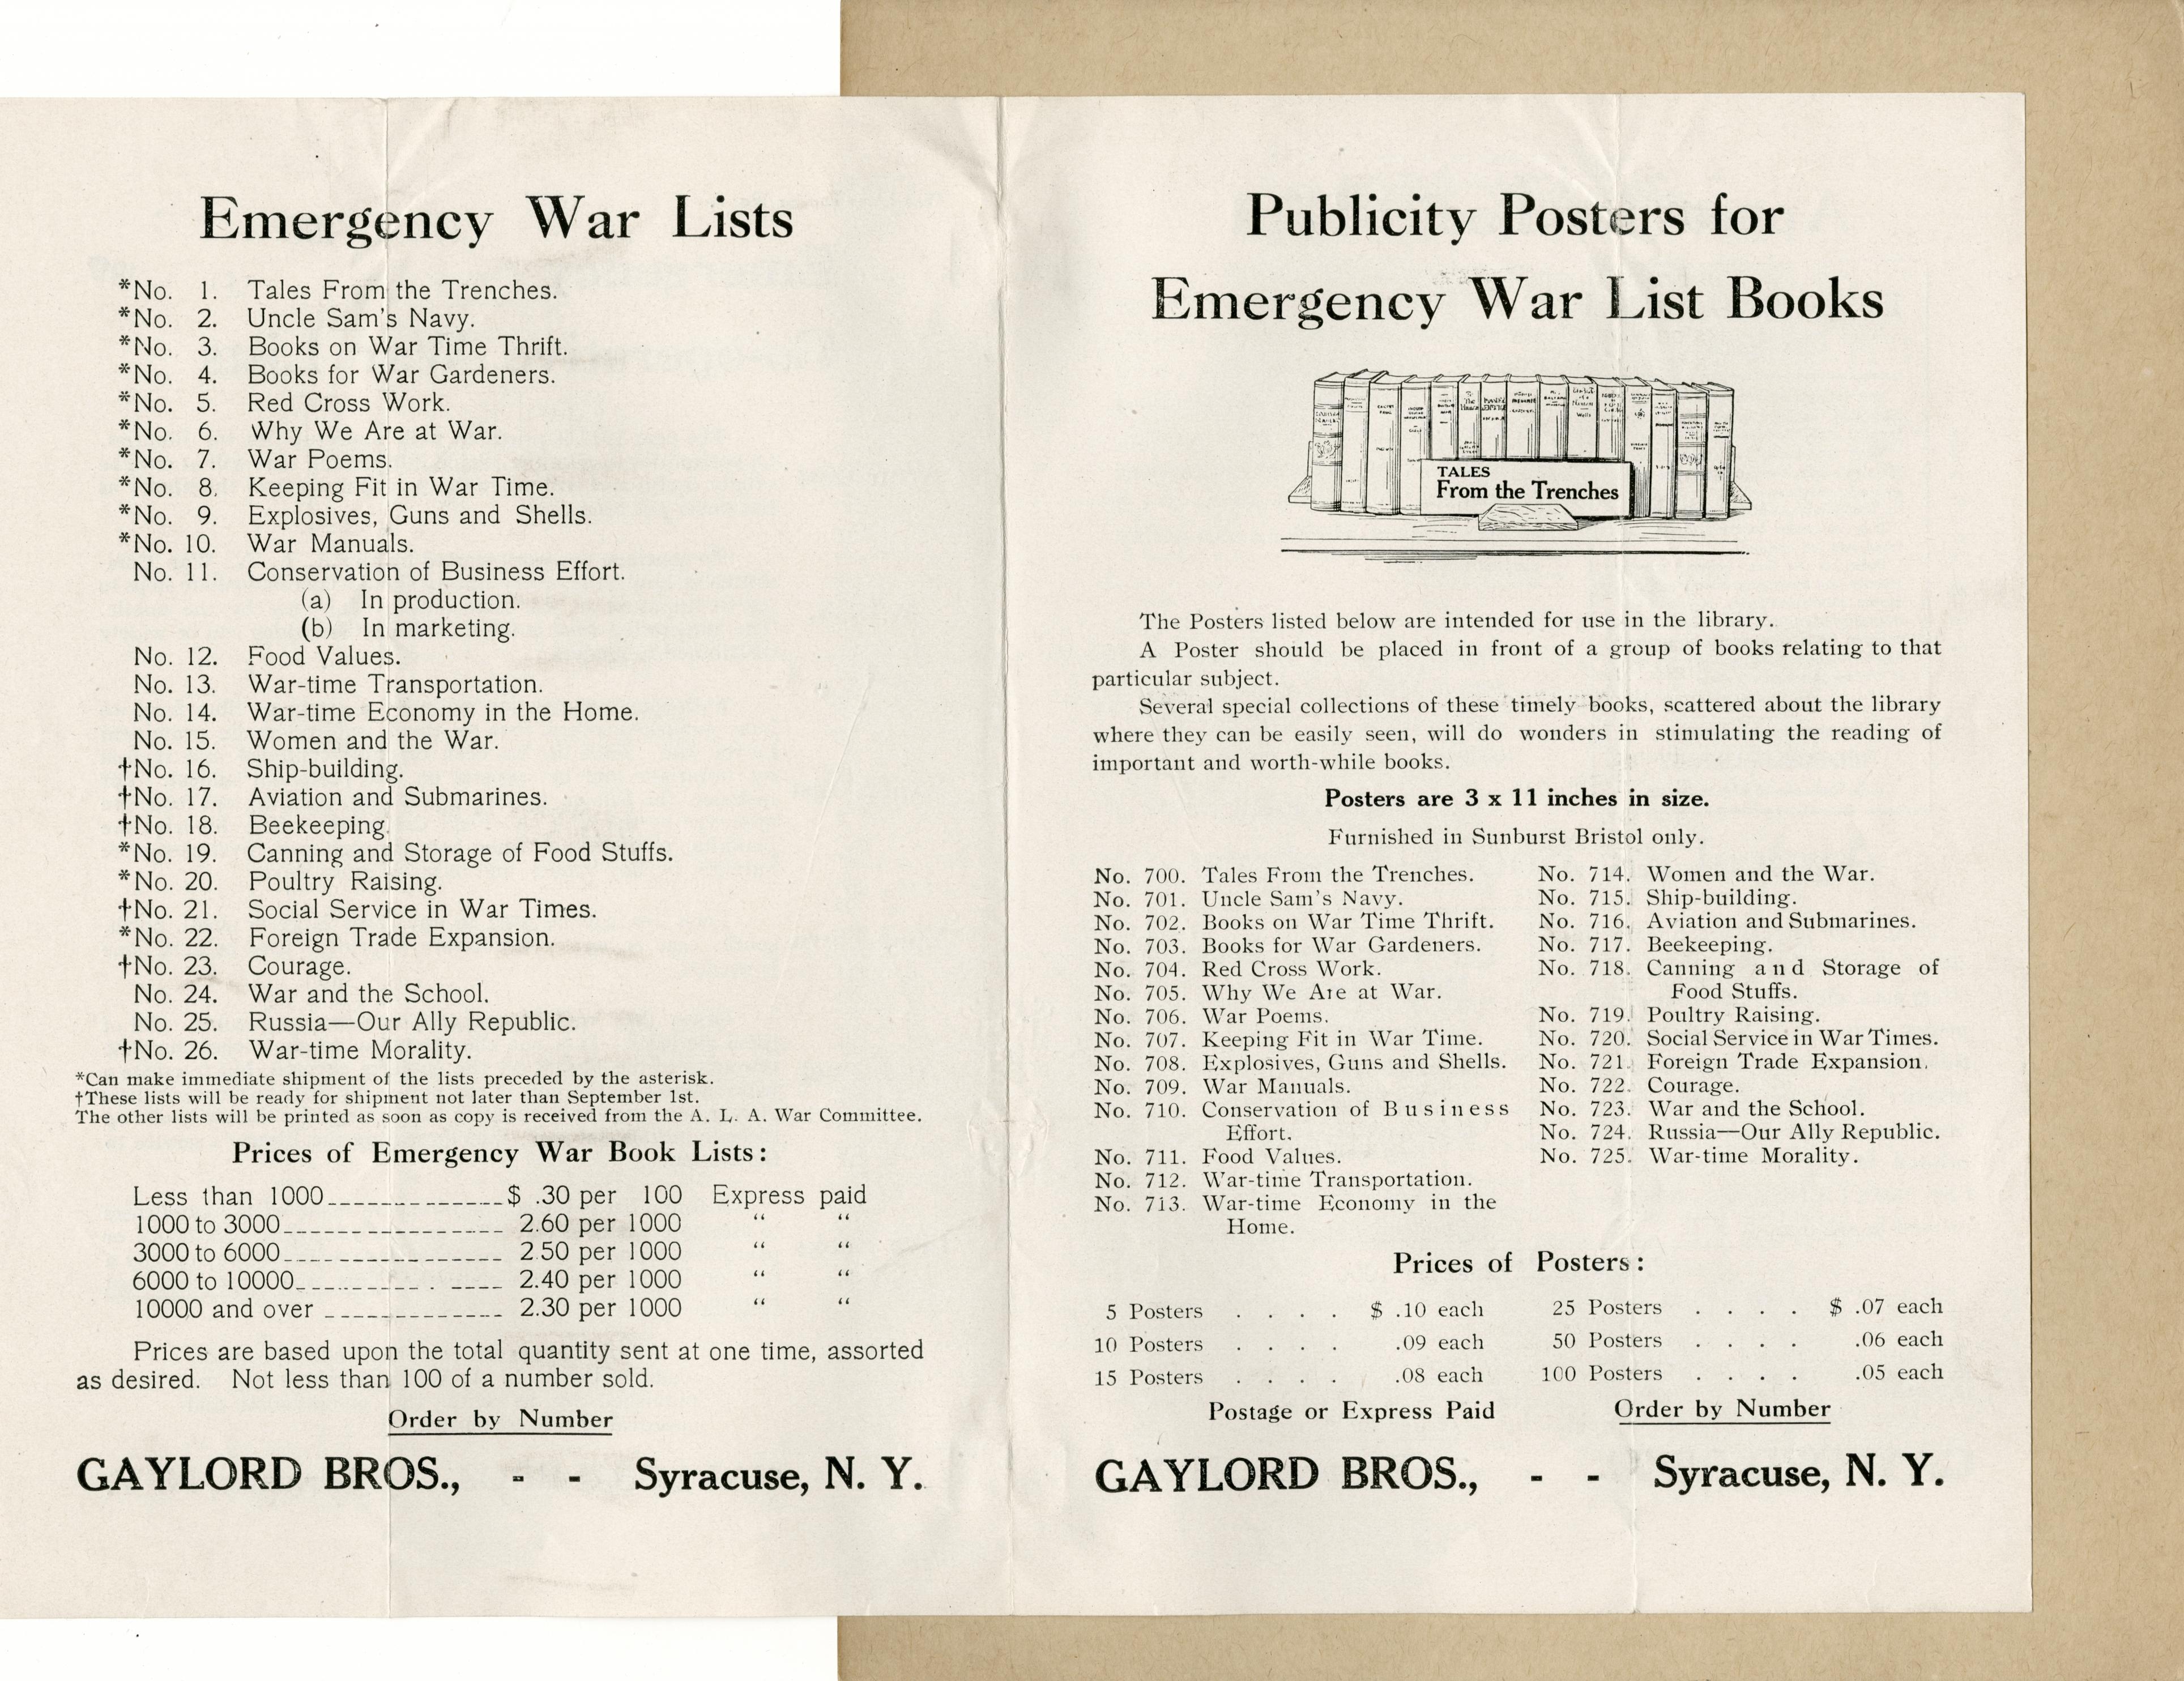 Emergency War Lists
*No. 1. Tales From the Trenches.
*No. 2. Uncle Sam's Navy.
*No. 3. Books on War Time Thrift.
*No. 4. Books for War Gardeners.
*No. 5. Red Cross Work.
*No. 6. Why We Are at War.
*No. 7. War Poems.
*No. 8. Keeping Fit in War Time.
*No. 9. Explosives, Guns and Shells.
*No. 10. War Manuals.
No. 11. Conservation of Business Effort.
(a) In production.
(b) In marketing.
No. 12. Food Values.
No. 13. War-time Transportation.
No. 14. War-time Economy in the Home.
No. 15. Women and the War.
†No. 16. Ship-building.
†No. 17. Aviation and Submarines.
†No. 18. Beekeeping.
*No. 19. Canning and Storage of Food Stuffs.
*No. 20. Poultry Raising.
†No. 21. Social Service in War Times.
*No. 22. Foreign Trade Expansion.
†No. 23. Courage.
No. 24. War and the School.
No. 25. Russia—Our Ally Republic.
†No. 26. War-time Morality.
*Can make immediate shipment of the lists preceded by the asterisk.
†These lists will be ready for shipment not later than September 1st.
The other lists will be printed as soon as copy is received from the A. L. A. War Committee.
Prices of Emergency War Book Lists:
Less than 1000 $ .30 per 100 Express paid
1000 to 3000 2.60 per 1000 “ “
3000 to 6000 2.50 per 1000 “ “
6000 to 10000 2.40 per 1000 “ “
10000 and over 2.30 per 1000 “ “
Prices are based upon the total quantity sent at one time, assorted
as desired. Not less than 100 of a number sold.
Order by Number
GAYLORD BROS., - - Syracuse, N. Y.
Publicity Posters for
Emergency War List Books
TALES
From the Trenches
The Posters listed below are intended for use in the library.
A Poster should be placed in front of a group of books relating to that
particular subject.
Several special collections of these timely books, scattered about the library
where they can be easily seen, will do wonders in stimulating the reading of
important and worth-while books.
Posters are 3 x 11 inches in size.
Furnished in Sunburst Bristol only.
No. 700. Tales From the Trenches.
No. 701. Uncle Sam's Navy.
No. 702. Books on War Time Thrift.
No. 703. Books for War Gardeners.
No. 704. Red Cross Work.
No. 705. Why We Are at War.
No. 706. War Poems.
No. 707. Keeping Fit in War Time.
No. 708. Explosives, Guns and Shells.
No. 709. War Manuals.
No. 710. Conservation of Business
Effort.
No. 711. Food Values.
No. 712. War-time Transportation.
No. 713. War-time Economy in the
Home.
No. 714. Women and the War.
No. 715. Ship-building.
No. 716. Aviation and Submarines.
No. 717. Beekeeping.
No. 718. Canning and Storage of
Food Stuffs.
No. 719. Poultry Raising.
No. 720. Social Service in War Times.
No. 721. Foreign Trade Expansion.
No. 722. Courage.
No. 723. War and the School.
No. 724. Russia—Our Ally Republic.
No. 725. War-time Morality.
Prices of Posters:
5 Posters . . . . $ .10 each
10 Posters . . . . .09 each
15 Posters . . . . .08 each
25 Posters . . . . $ .07 each
50 Posters . . . . .06 each
100 Posters . . . . .05 each
Postage or Express Paid
Order by Number
GAYLORD BROS., - - Syracuse, N. Y.